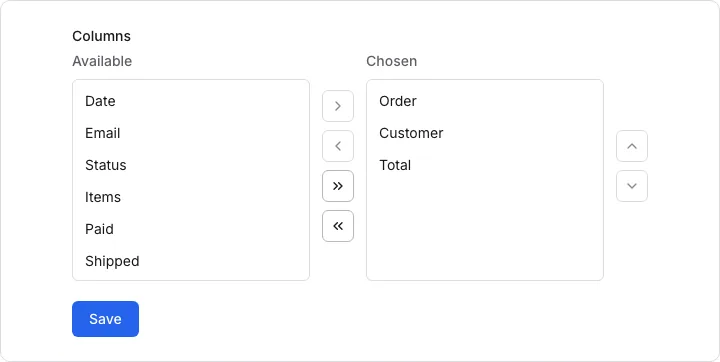 Columns
Available
Date
Email
Status
Items
Paid
Shipped
Chosen
Order
Customer
Total
Save